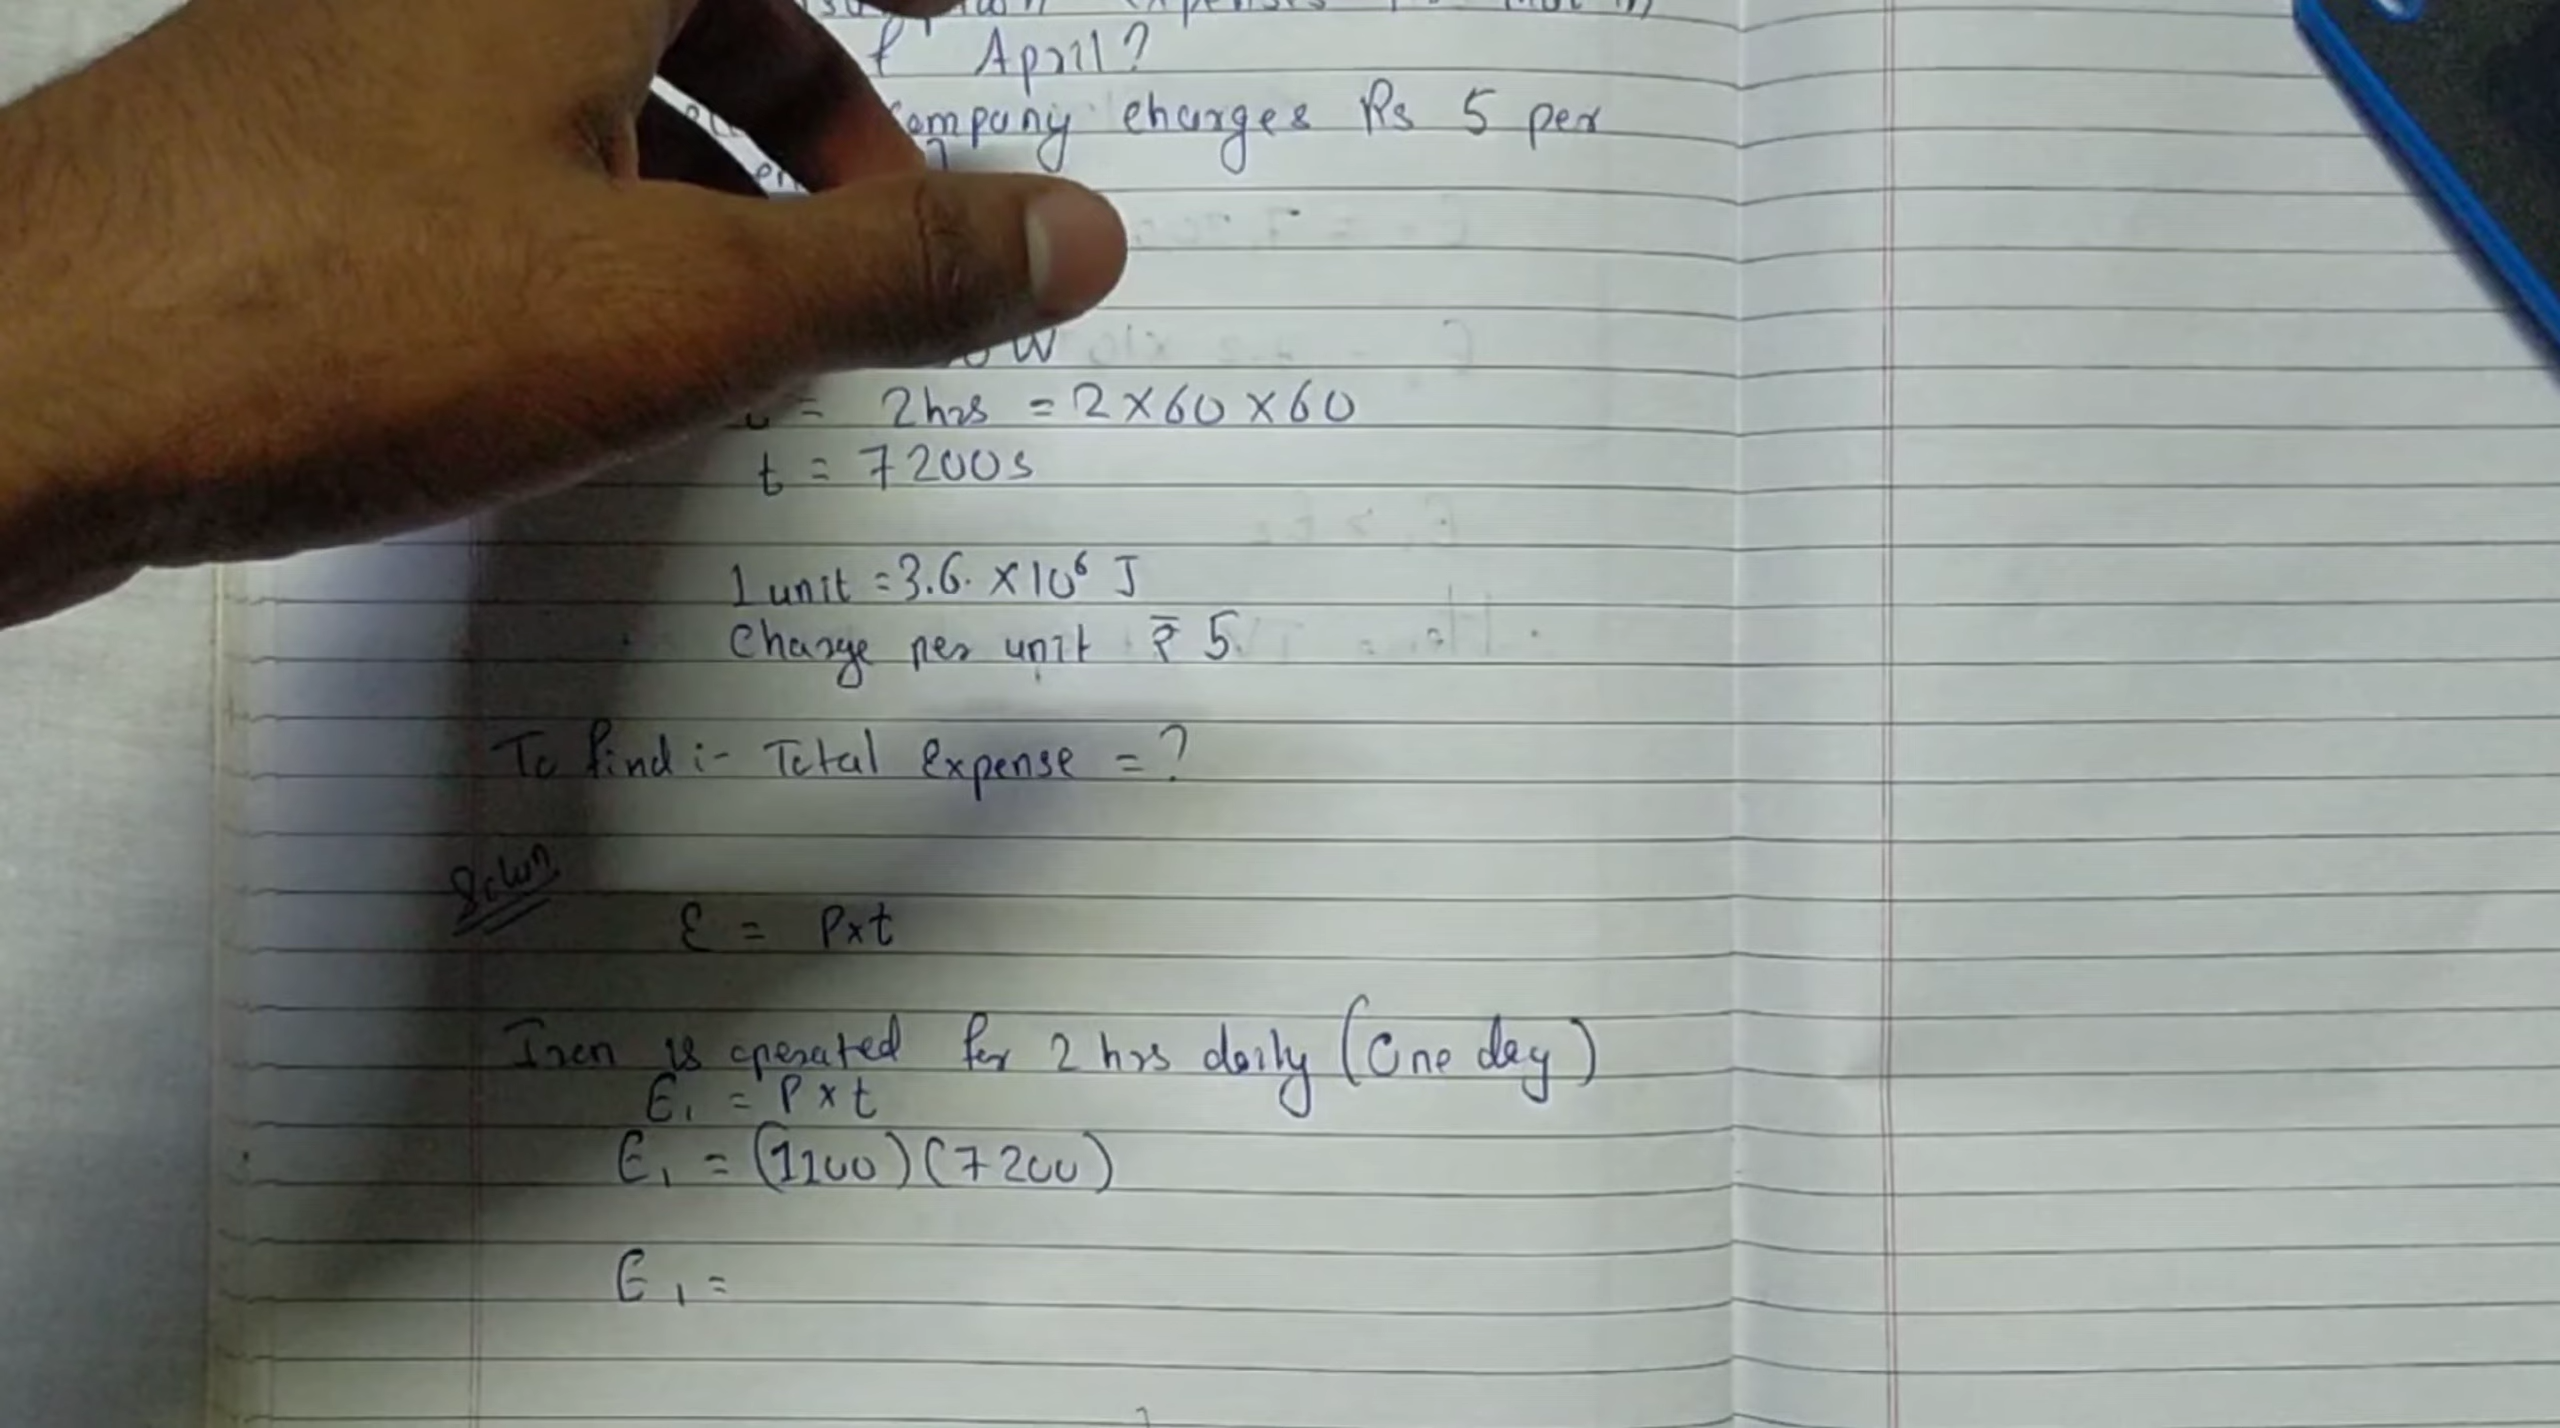 April?
charges Rs 5 per
W
= 2hrs = 2×60×60
t = 7200s
1 unit = 3.6. ×10⁶ J
Charge per unit ₹ 5
To find :- Total Expense = ?
Soln
E = P×t
Iron is operated for 2 hrs daily (One day)
E₁ = P×t
E₁ = (1100)(7200)
E₁ =